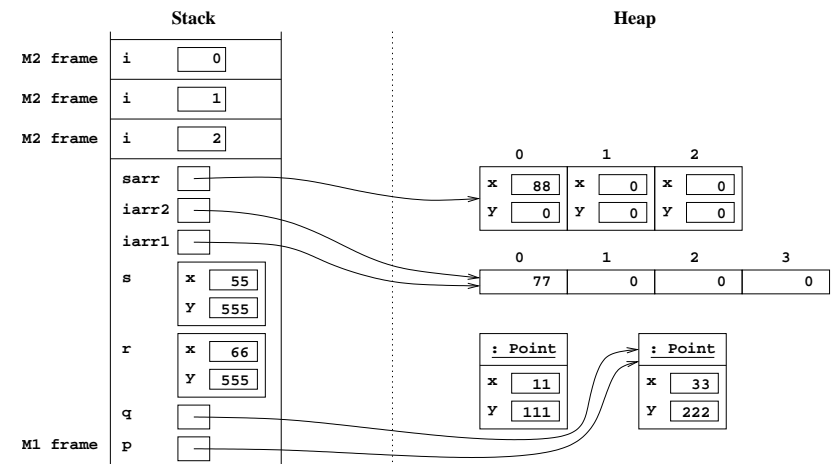 Stack Heap
M2 frame i 0
M2 frame i 1
M2 frame i 2
0 1 2
sarr x 88 x 0 x 0
y 0 y 0 y 0
iarr2
iarr1
0 1 2 3
77 0 0 0
s x 55
y 555
r x 66
y 555
: Point : Point
x 11 x 33
y 111 y 222
q
M1 frame p